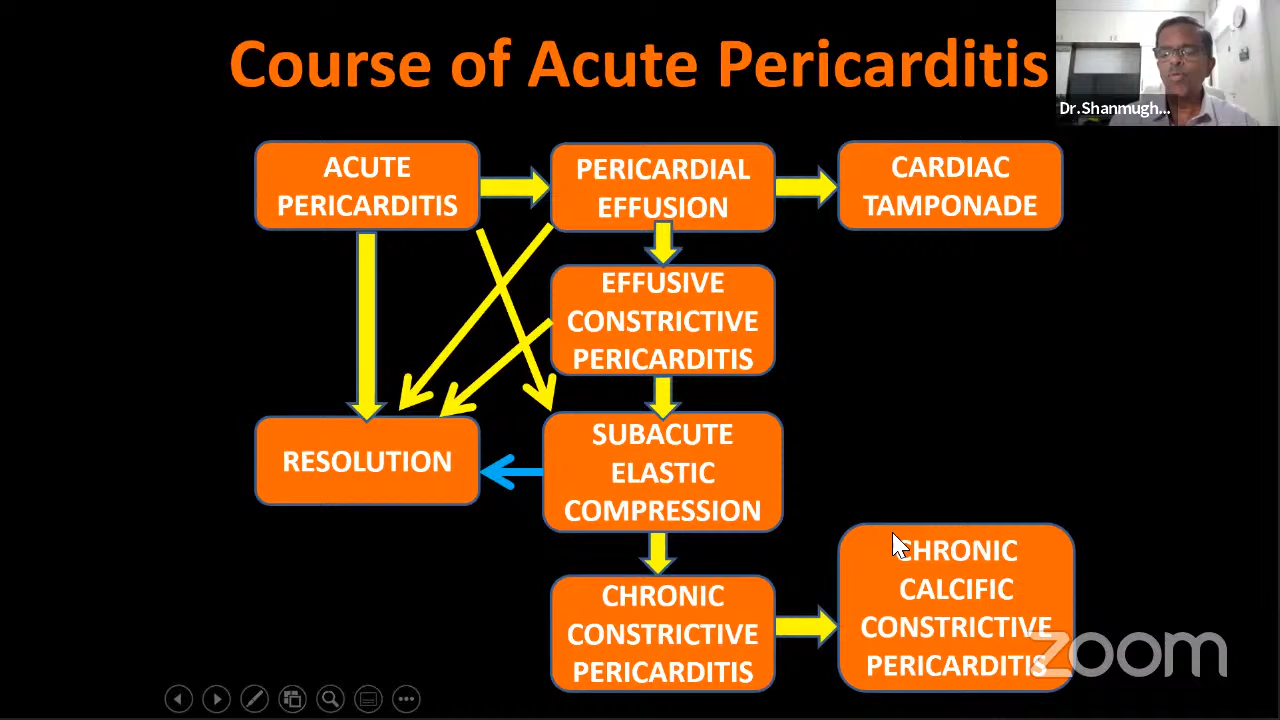 Course of Acute Pericarditis
Dr.Shanmugh...
ACUTE
PERICARDITIS
PERICARDIAL
EFFUSION
CARDIAC
TAMPONADE
EFFUSIVE
CONSTRICTIVE
PERICARDITIS
RESOLUTION
SUBACUTE
ELASTIC
COMPRESSION
CHRONIC
CONSTRICTIVE
PERICARDITIS
CHRONIC
CALCIFIC
CONSTRICTIVE
PERICARDITIS
zoom